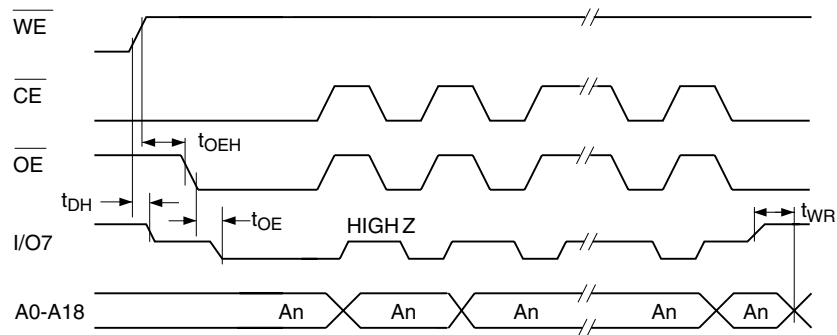 WE
CE
tOEH
OE
tDH
tOE
HIGH Z
tWR
I/O7
A0-A18 An An An An An